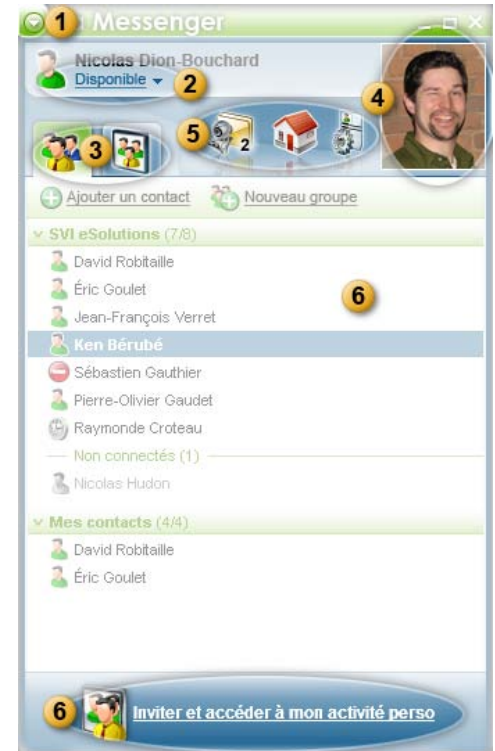 1 Messenger
Nicolas Dion-Bouchard
Disponible 2
3 5 2 4
Ajouter un contact Nouveau groupe
SVI eSolutions (7/8)
David Robitaille
Éric Goulet 6
Jean-François Verret
Ken Bérubé
Sébastien Gauthier
Pierre-Olivier Gaudet
Raymonde Croteau
Non connectés (1)
Nicolas Hudon
Mes contacts (4/4)
David Robitaille
Éric Goulet
6 Inviter et accéder à mon activité perso